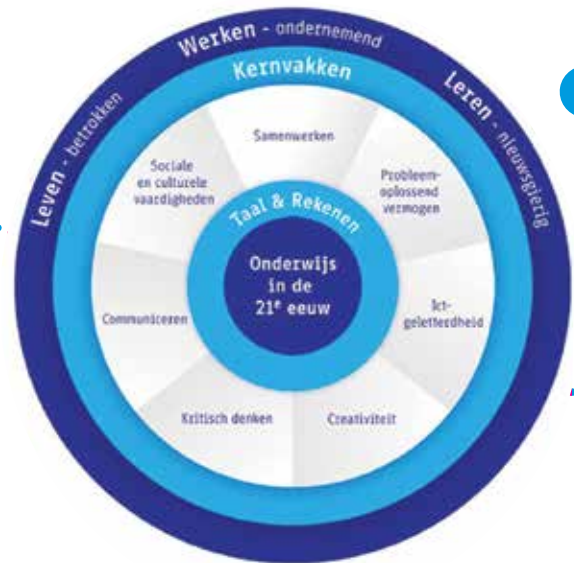 Leven - betrokken
Werken - ondernemend
Leren - nieuwsgierig
Kernvakken
Samenwerken
Probleem-
oplossend
vermogen
Ict-
geletterdheid
Creativiteit
Kritisch denken
Communiceren
Sociale
en culturele
vaardigheden
Taal & Rekenen
Onderwijs
in de
21e eeuw